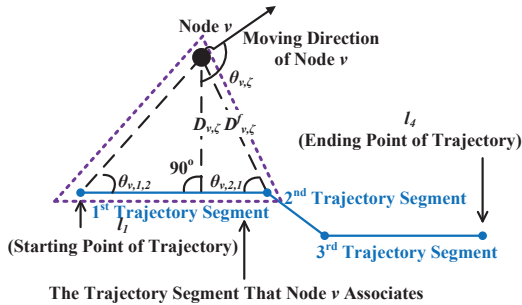 Node v
Moving Direction
of Node v
θv,ζ
l4
(Ending Point of Trajectory)
Dv,ζ Dfv,ζ
90o
θv,1,2 θv,2,1
2nd Trajectory
Segment
1st Trajectory Segment
l1
(Starting Point of Trajectory)
3rd Trajectory Segment
The Trajectory Segment That Node v Associates